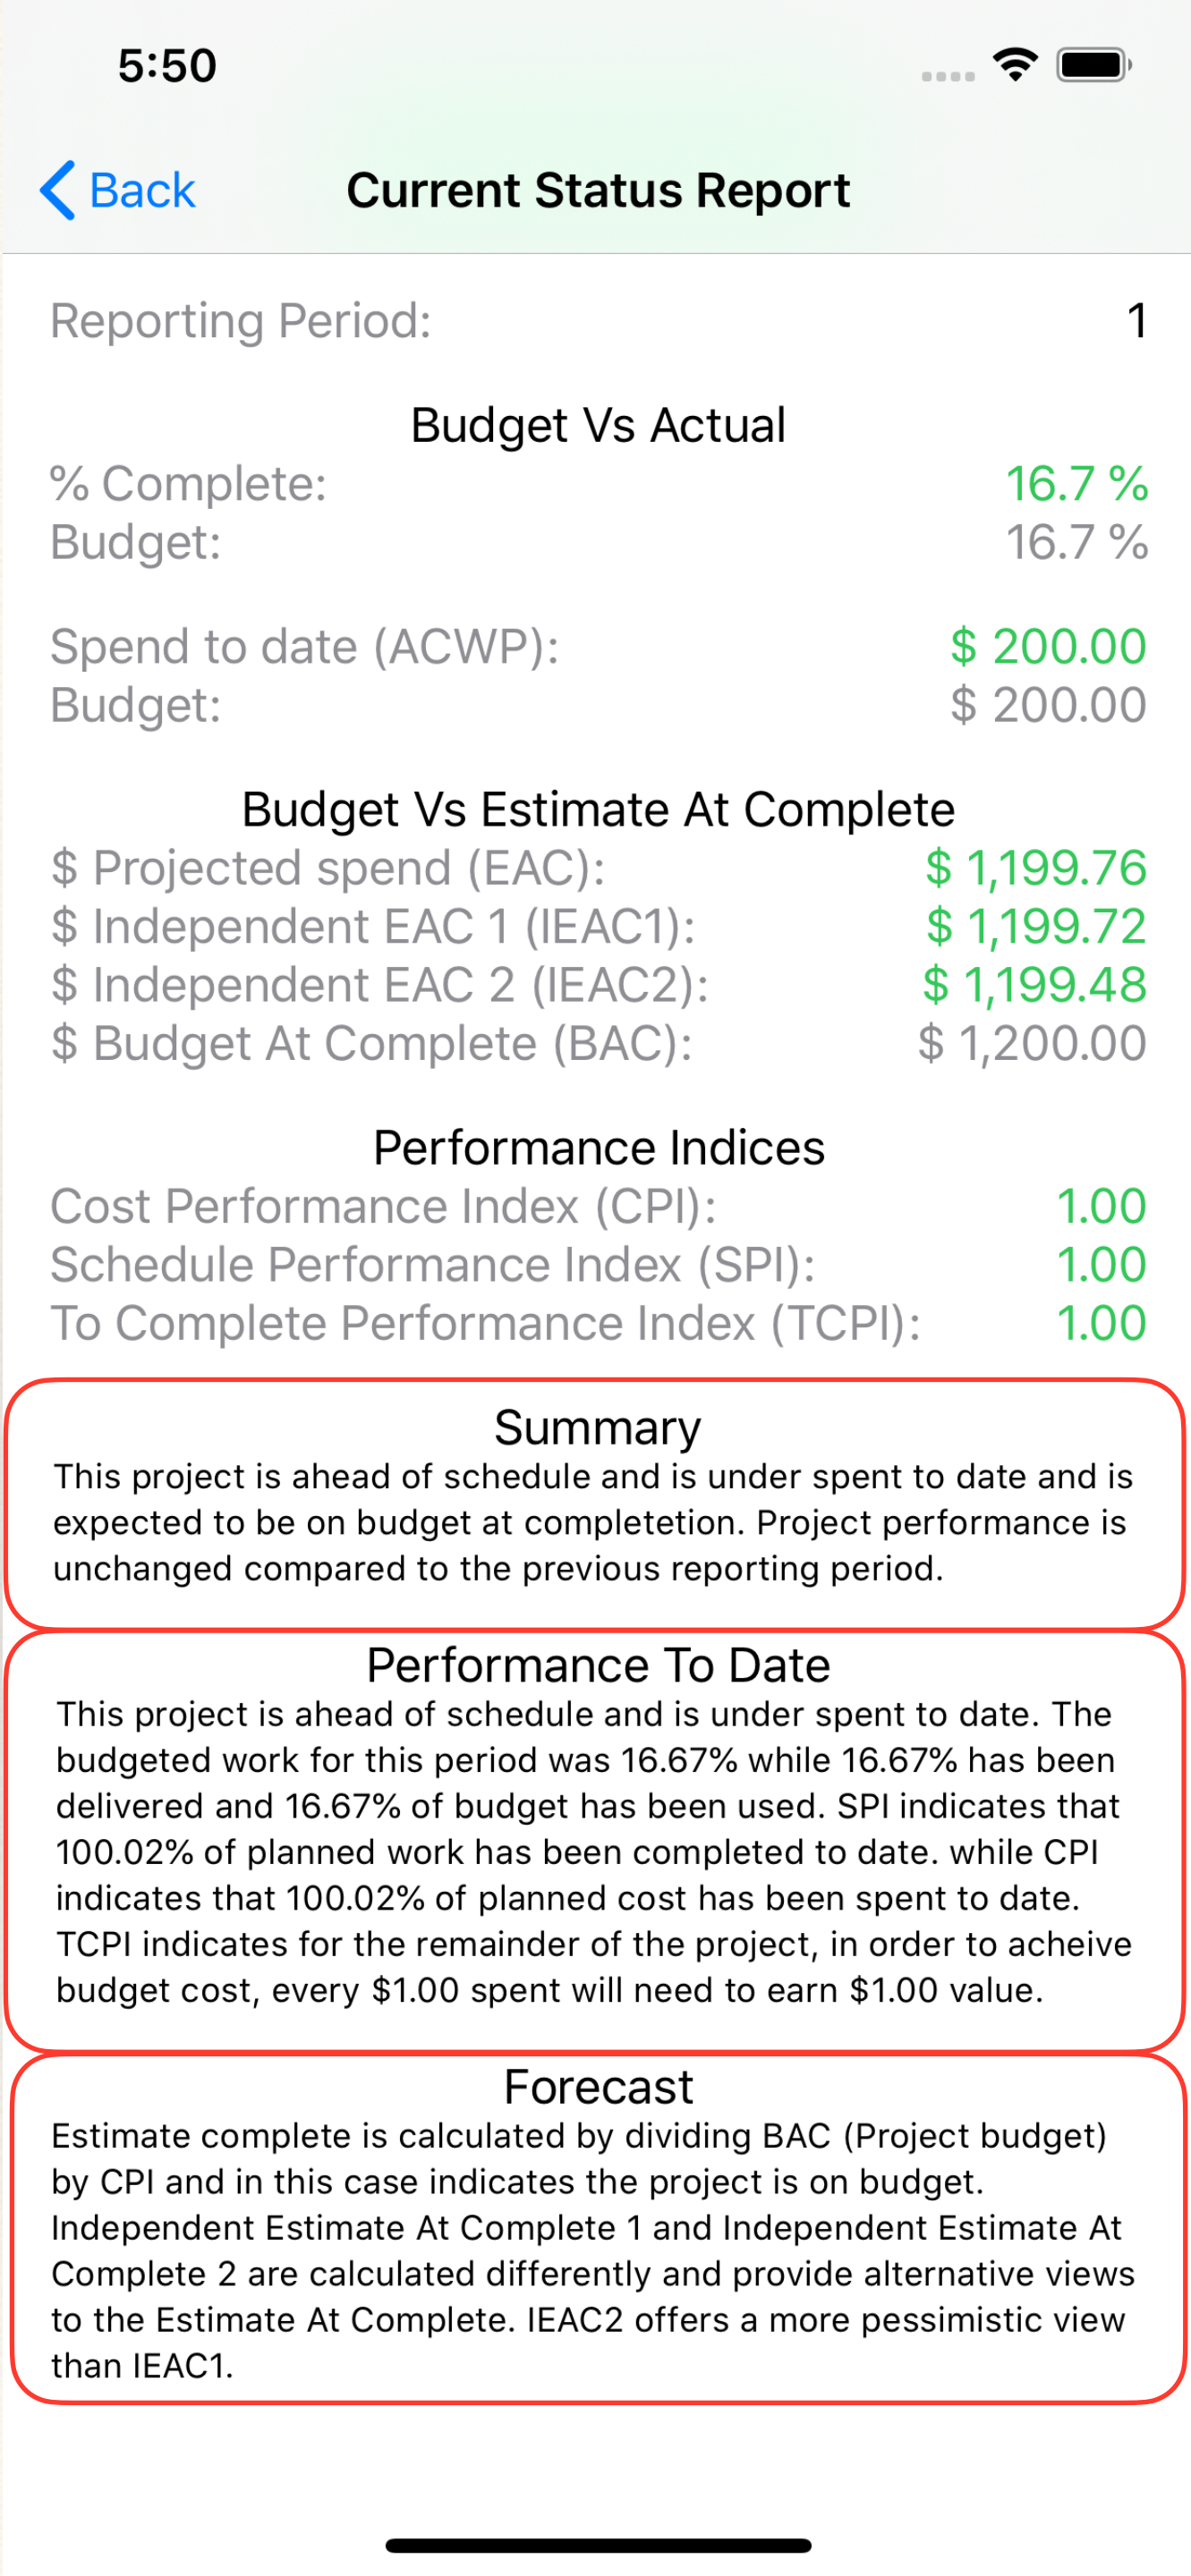 5:50
Back
Current Status Report
Reporting Period: 1
Budget Vs Actual
% Complete: 16.7 %
Budget: 16.7 %
Spend to date (ACWP): $ 200.00
Budget: $ 200.00
Budget Vs Estimate At Complete
$ Projected spend (EAC): $ 1,199.76
$ Independent EAC 1 (IEAC1): $ 1,199.72
$ Independent EAC 2 (IEAC2): $ 1,199.48
$ Budget At Complete (BAC): $ 1,200.00
Performance Indices
Cost Performance Index (CPI): 1.00
Schedule Performance Index (SPI): 1.00
To Complete Performance Index (TCPI): 1.00
Summary
This project is ahead of schedule and is under spent to date and is
expected to be on budget at completetion. Project performance is
unchanged compared to the previous reporting period.
Performance To Date
This project is ahead of schedule and is under spent to date. The
budgeted work for this period was 16.67% while 16.67% has been
delivered and 16.67% of budget has been used. SPI indicates that
100.02% of planned work has been completed to date. while CPI
indicates that 100.02% of planned cost has been spent to date.
TCPI indicates for the remainder of the project, in order to acheive
budget cost, every $1.00 spent will need to earn $1.00 value.
Forecast
Estimate complete is calculated by dividing BAC (Project budget)
by CPI and in this case indicates the project is on budget.
Independent Estimate At Complete 1 and Independent Estimate At
Complete 2 are calculated differently and provide alternative views
to the Estimate At Complete. IEAC2 offers a more pessimistic view
than IEAC1.